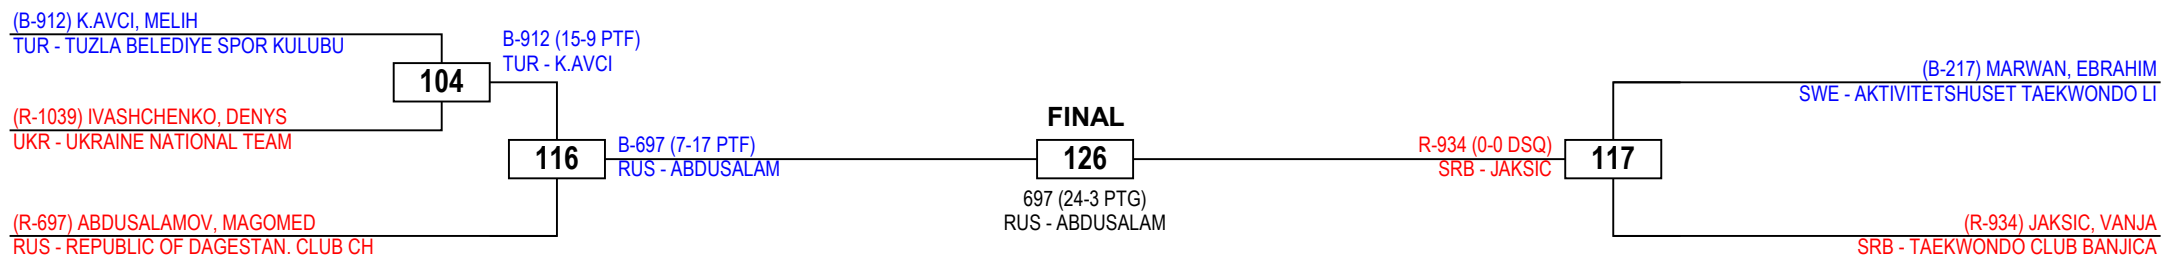 (B-912) K.AVCI, MELIH
TUR - TUZLA BELEDIYE SPOR KULUBU
B-912 (15-9 PTF)
TUR - K.AVCI
104
(R-1039) IVASHCHENKO, DENYS
UKR - UKRAINE NATIONAL TEAM
116
B-697 (7-17 PTF)
RUS - ABDUSALAM
(R-697) ABDUSALAMOV, MAGOMED
RUS - REPUBLIC OF DAGESTAN. CLUB CH
FINAL
126
697 (24-3 PTG)
RUS - ABDUSALAM
(B-217) MARWAN, EBRAHIM
SWE - AKTIVITETSHUSET TAEKWONDO LI
R-934 (0-0 DSQ)
SRB - JAKSIC
117
(R-934) JAKSIC, VANJA
SRB - TAEKWONDO CLUB BANJICA